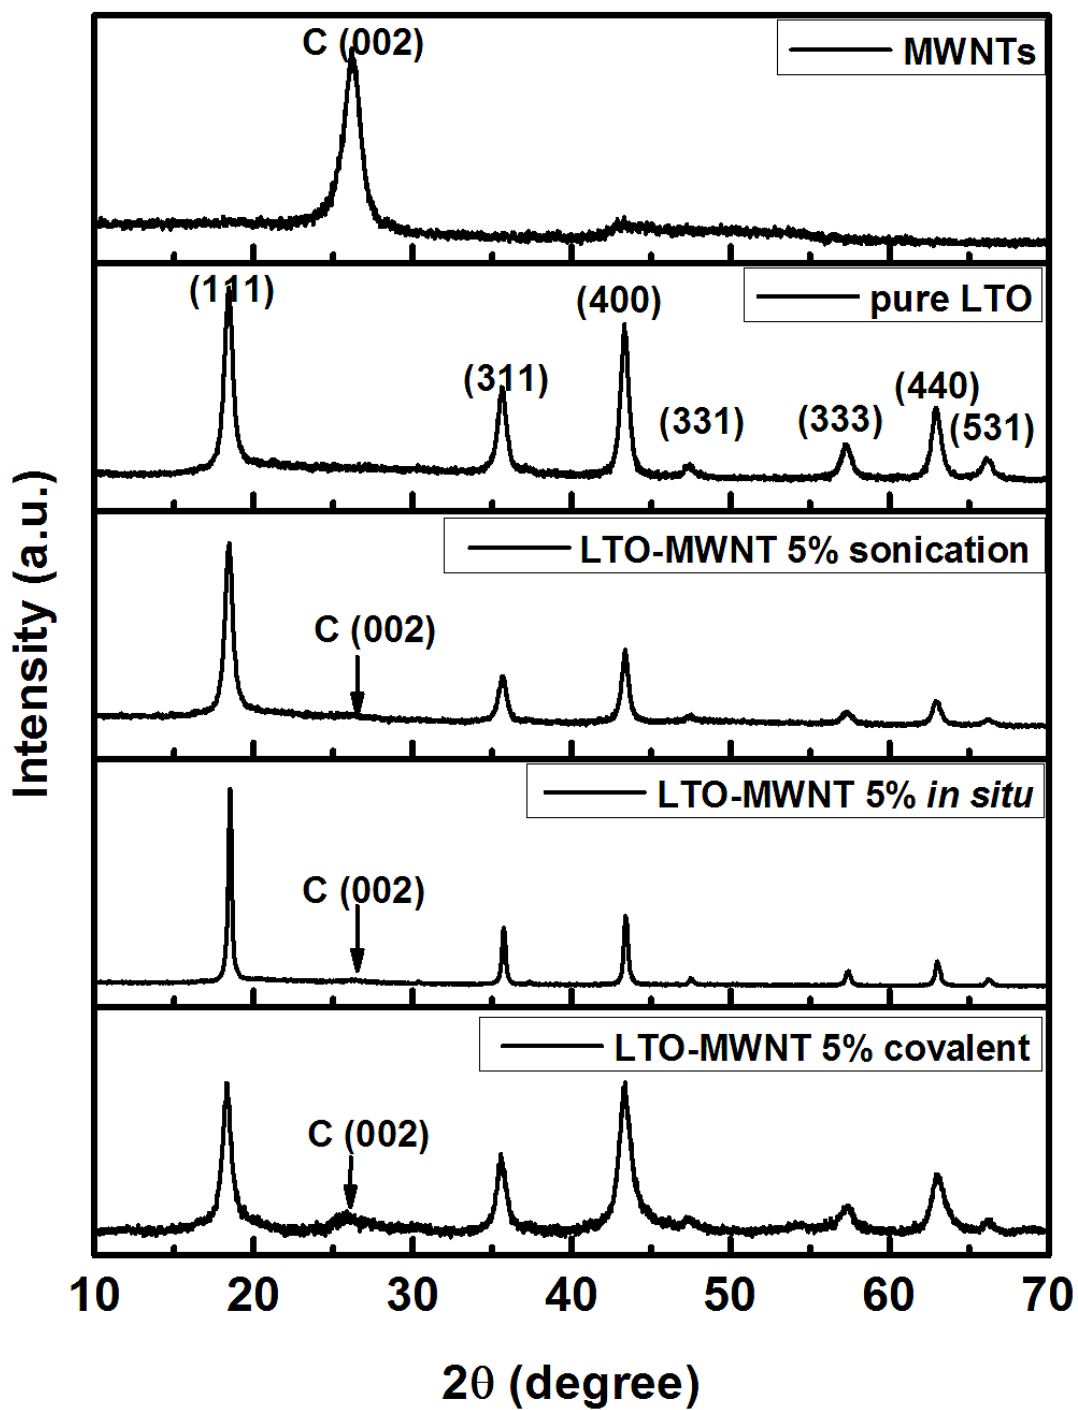 C (002)
MWNTs
(111)
(400)
pure LTO
(311)
(331)
(333)
(440)
(531)
LTO-MWNT 5% sonication
C (002)
LTO-MWNT 5% in situ
C (002)
LTO-MWNT 5% covalent
C (002)
Intensity (a.u.)
10 20 30 40 50 60 70
2θ (degree)